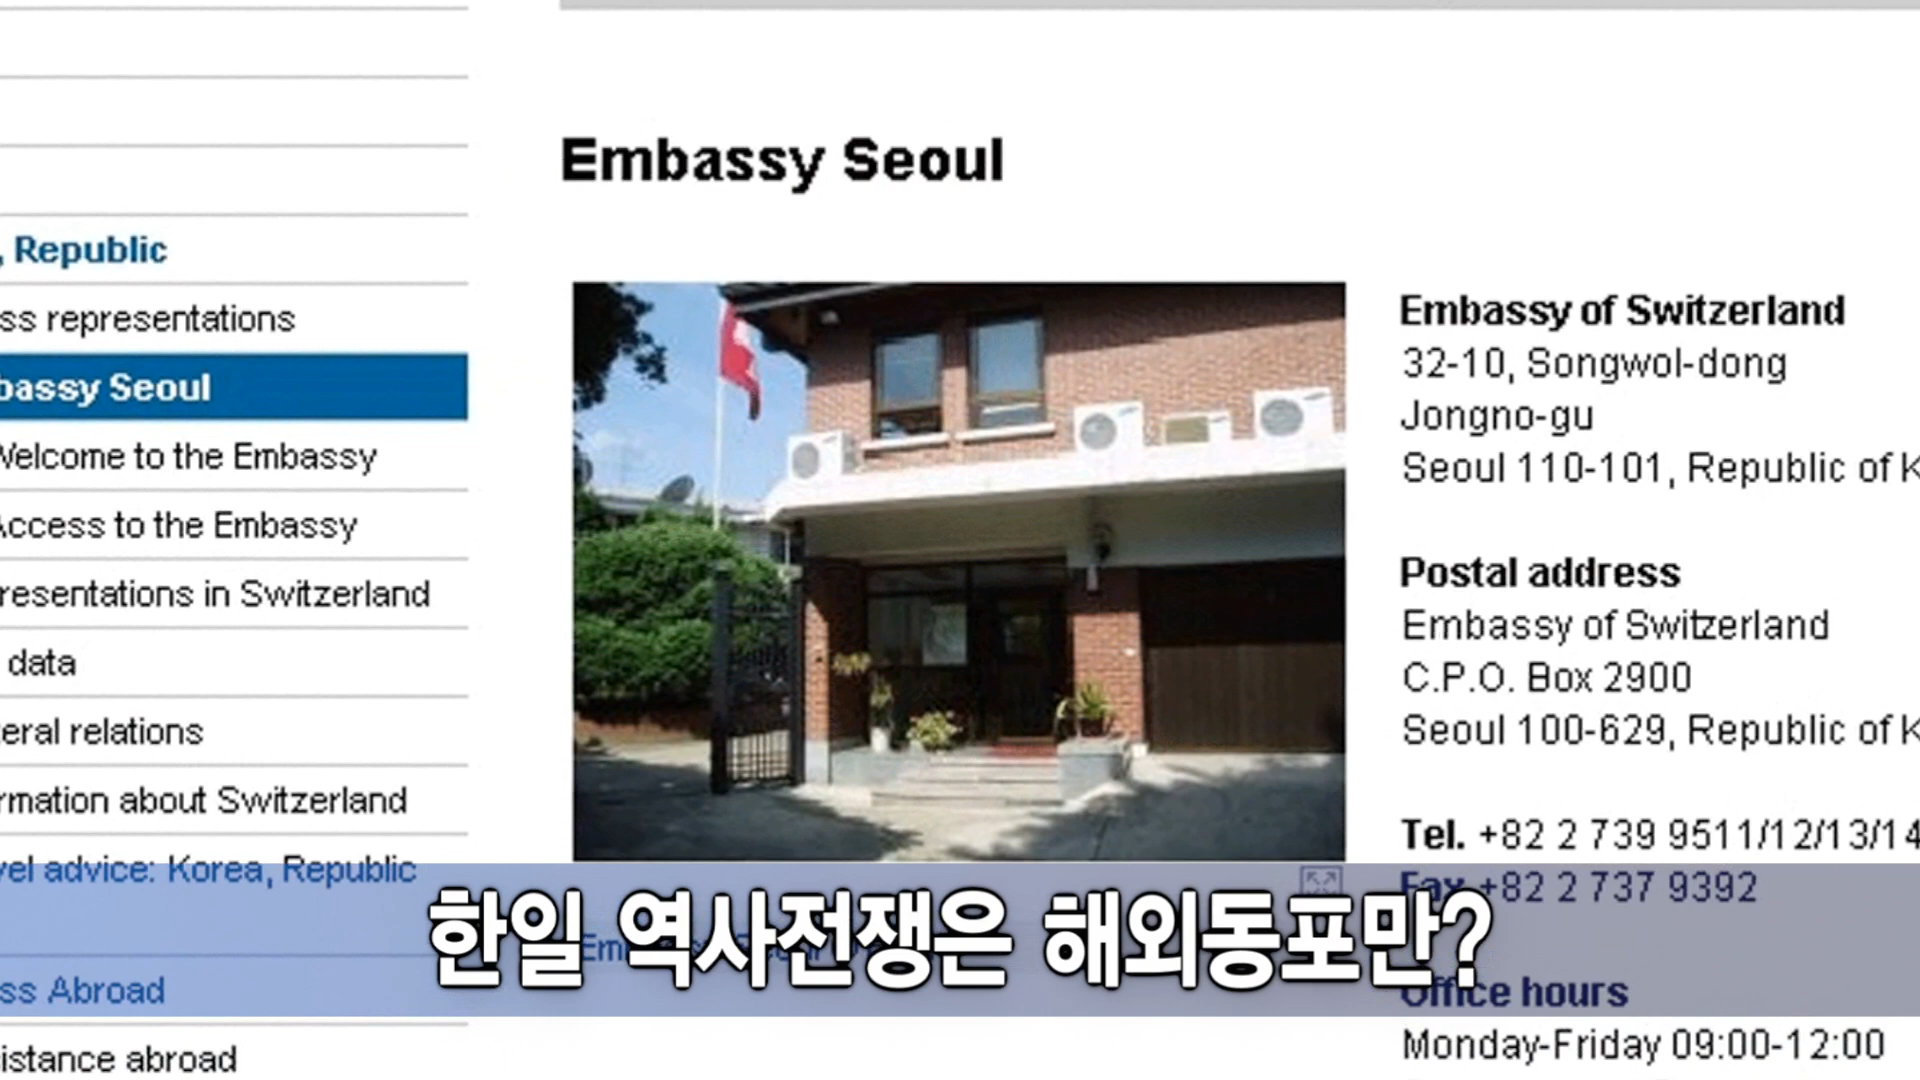 Embassy Seoul
, Republic
ss representations
bassy Seoul
Welcome to the Embassy
Access to the Embassy
resentations in Switzerland
data
eral relations
rmation about Switzerland
vel advice: Korea, Republic
ss Abroad
istance abroad
Embassy of Switzerland
32-10, Songwol-dong
Jongno-gu
Seoul 110-101, Republic of K
Postal address
Embassy of Switzerland
C.P.O. Box 2900
Seoul 100-629, Republic of K
Tel. +82 2 739 9511/12/13/14
Fax +82 2 737 9392
Office hours
Monday-Friday 09:00-12:00
한일 역사전쟁은 해외동포만?